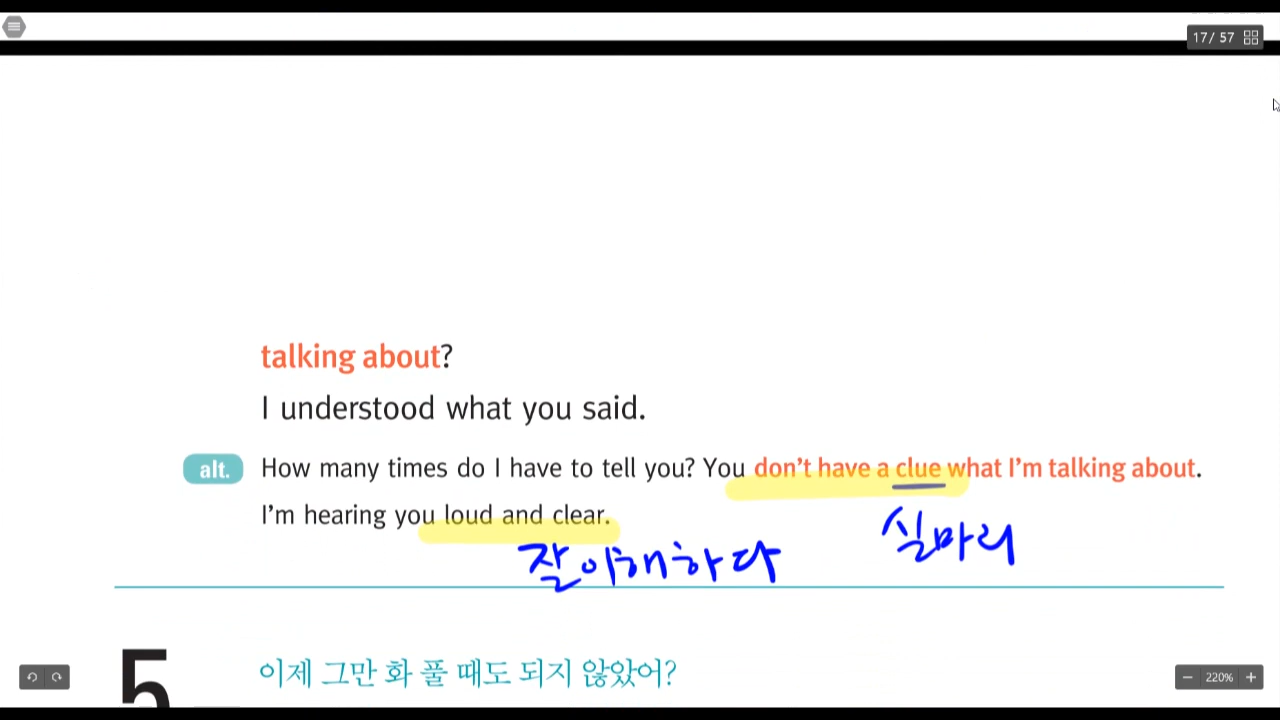 17/ 57
talking about?
I understood what you said.
alt. How many times do I have to tell you? You don't have a clue what I'm talking about.
I'm hearing you loud and clear.
실마리
잘 이해하다
5 이제 그만 화 풀 때도 되지 않았어?
220%